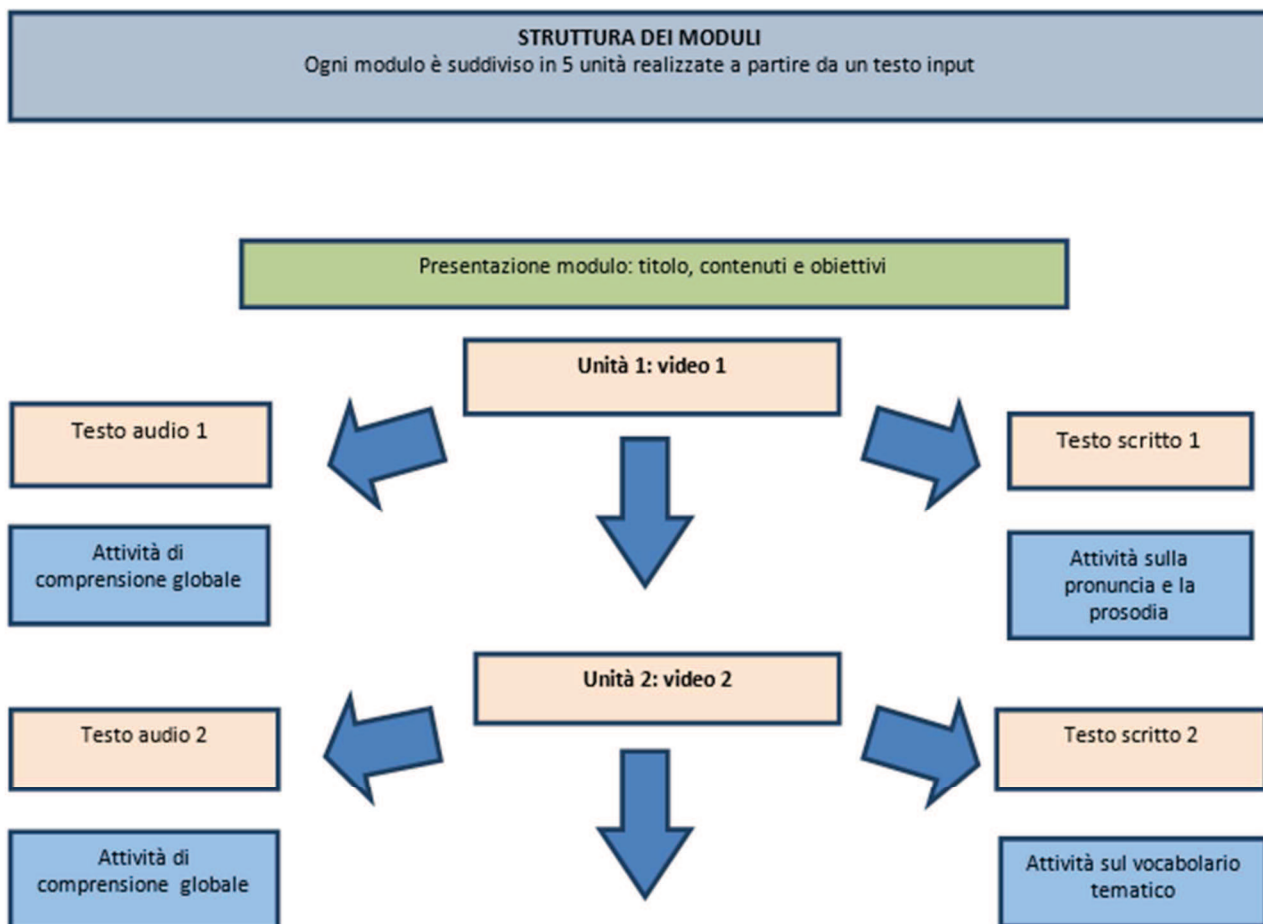 STRUTTURA DEI MODULI
Ogni modulo è suddiviso in 5 unità realizzate a partire da un testo input
Presentazione modulo: titolo, contenuti e obiettivi
Unità 1: video 1
Testo audio 1
Testo scritto 1
Attività di
comprensione globale
Attività sulla
pronuncia e la
prosodia
Unità 2: video 2
Testo audio 2
Testo scritto 2
Attività di
comprensione globale
Attività sul vocabolario
tematico